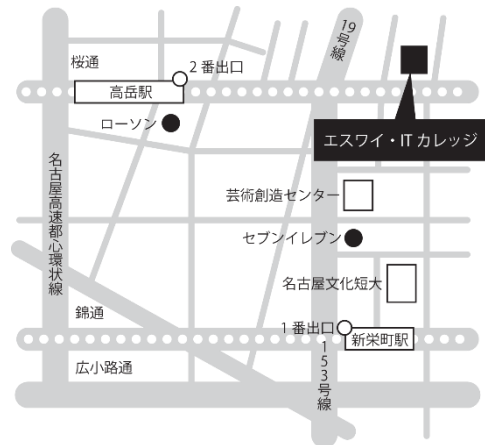 19号線
桜通
2番出口
高岳駅
ローソン
エスワイ・ITカレッジ
名古屋高速都心環状線
芸術創造センター
セブンイレブン
名古屋文化短大
錦通
1番出口
新栄町駅
153号線
広小路通